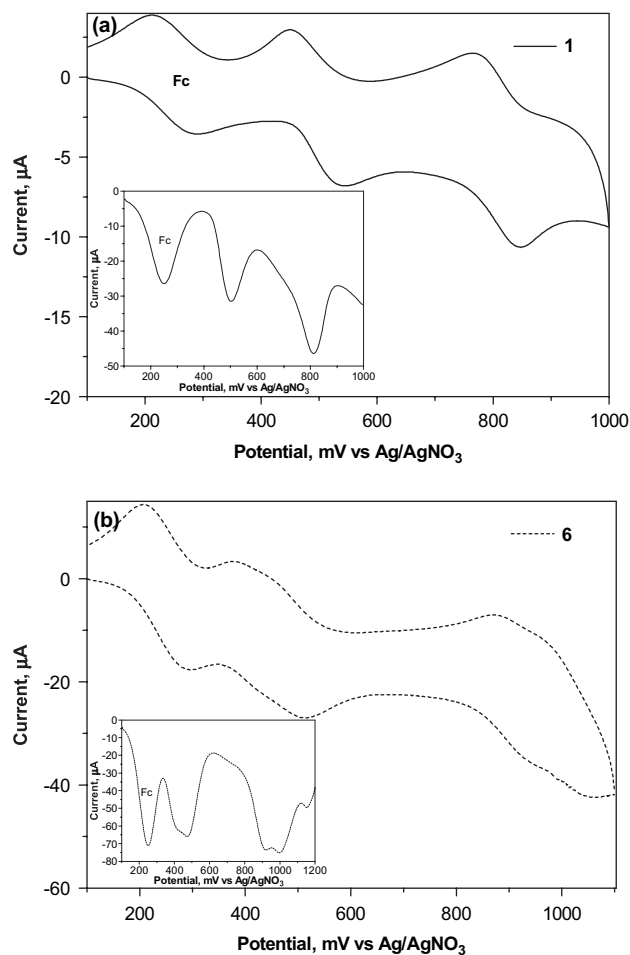 (a)
1
0
Fc
-5
-10
-15
-20
Current, µA
200 400 600 800 1000
Potential, mV vs Ag/AgNO3
0
-10
-20
-30
-40
-50
Fc
Current, µA
200 400 600 800 1000
Potential, mV vs Ag/AgNO3
(b)
6
0
-20
-40
-60
Current, µA
200 400 600 800 1000
Potential, mV vs Ag/AgNO3
0
-10
-20
-30
-40
-50
-60
-70
-80
Fc
Current, µA
200 400 600 800 1000 1200
Potential, mV vs Ag/AgNO3